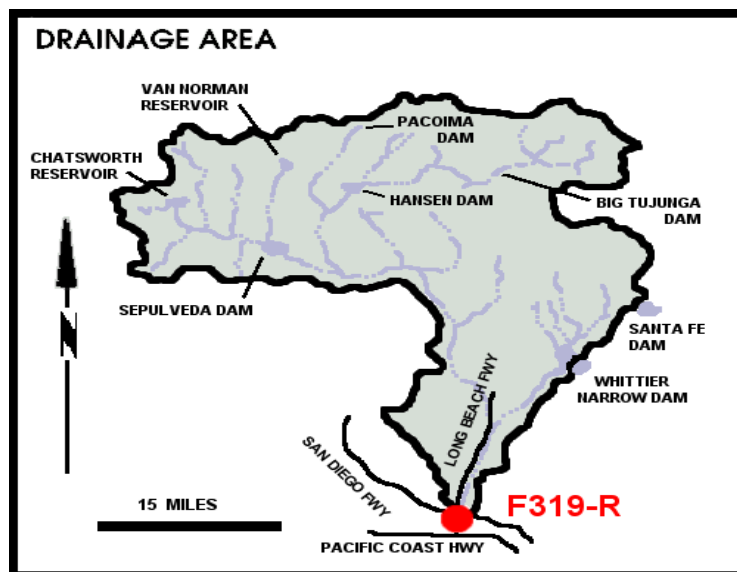 DRAINAGE AREA
VAN NORMAN
RESERVOIR
PACOIMA
DAM
CHATSWORTH
RESERVOIR
HANSEN DAM
BIG TUJUNGA
DAM
SEPULVEDA DAM
SANTA FE
DAM
WHITTIER
NARROW DAM
N
LONG BEACH FWY
SAN DIEGO FWY
15 MILES
F319-R
PACIFIC COAST HWY